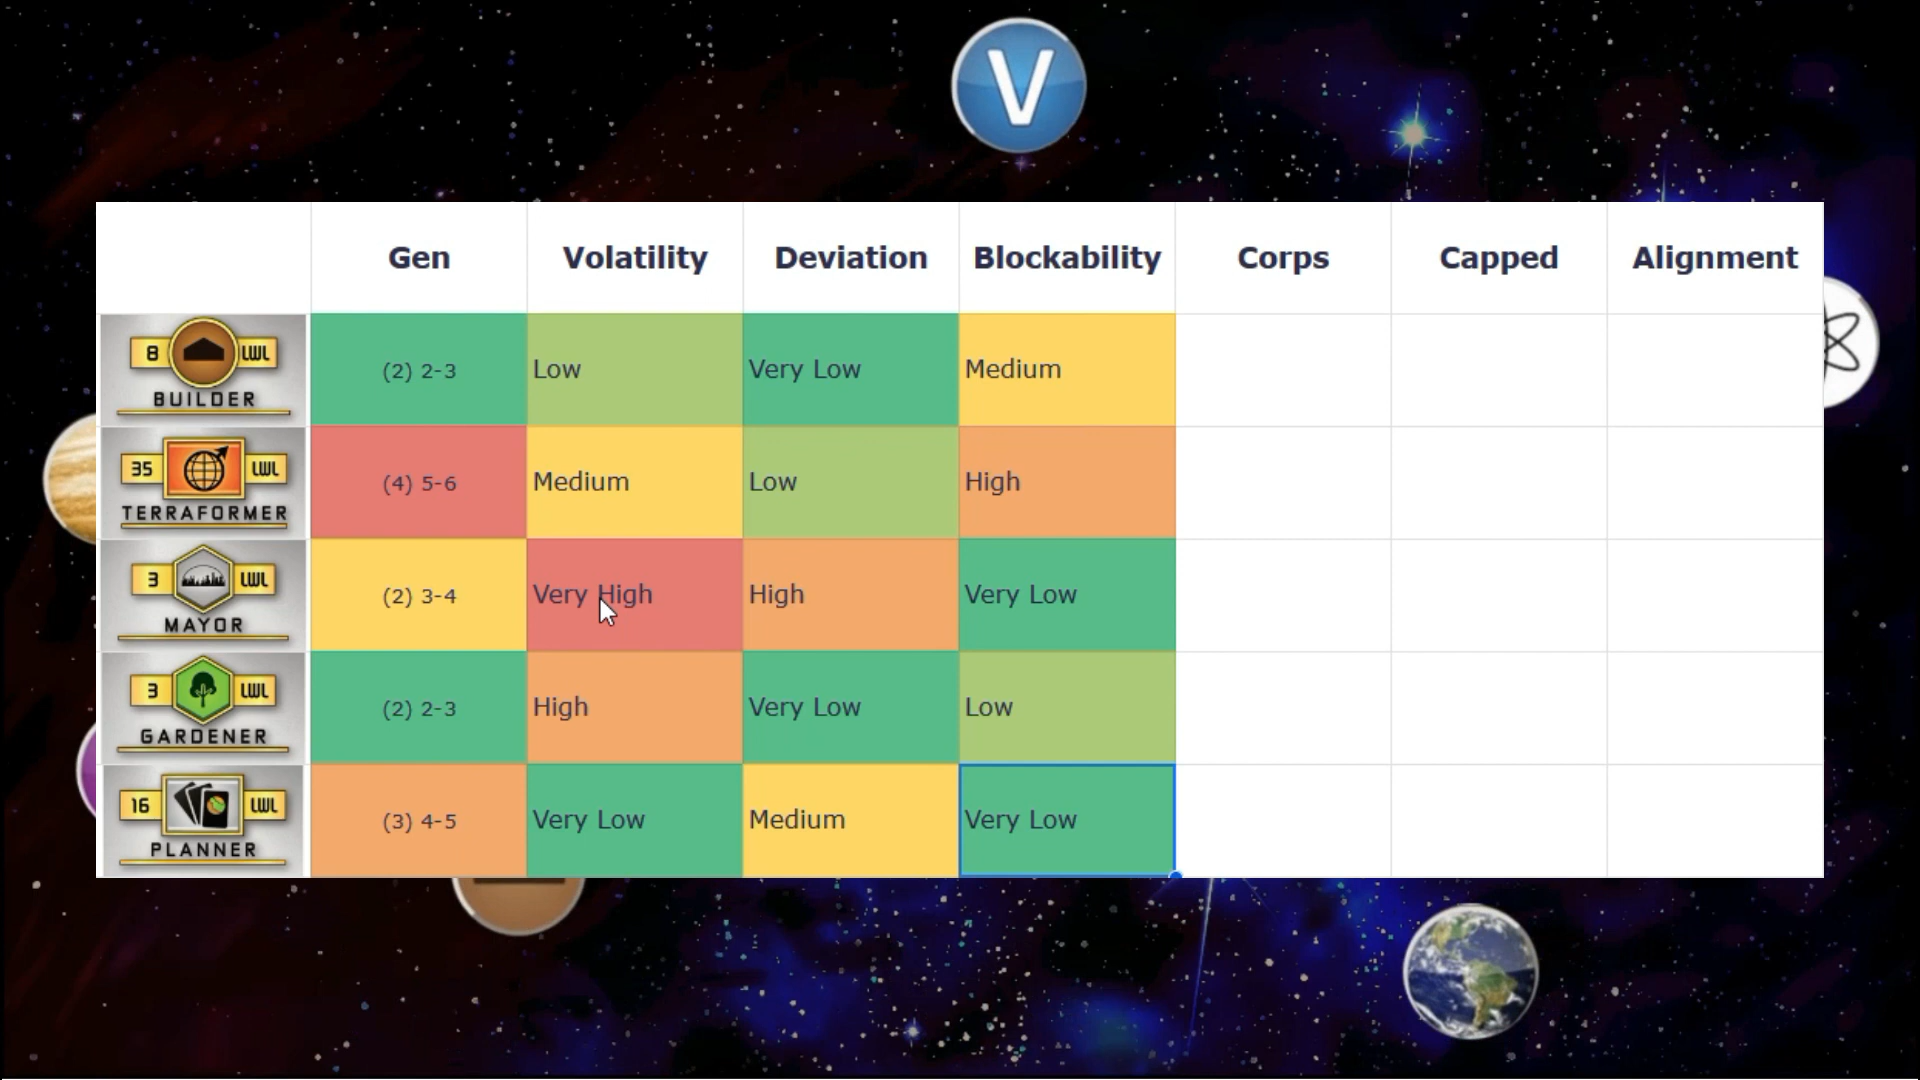 V
Gen Volatility Deviation Blockability Corps Capped Alignment
8 LWL
BUILDER
(2) 2-3 Low Very Low Medium
35 LWL
TERRAFORMER
(4) 5-6 Medium Low High
3 LWL
MAYOR
(2) 3-4 Very High High Very Low
3 LWL
GARDENER
(2) 2-3 High Very Low Low
16 LWL
PLANNER
(3) 4-5 Very Low Medium Very Low